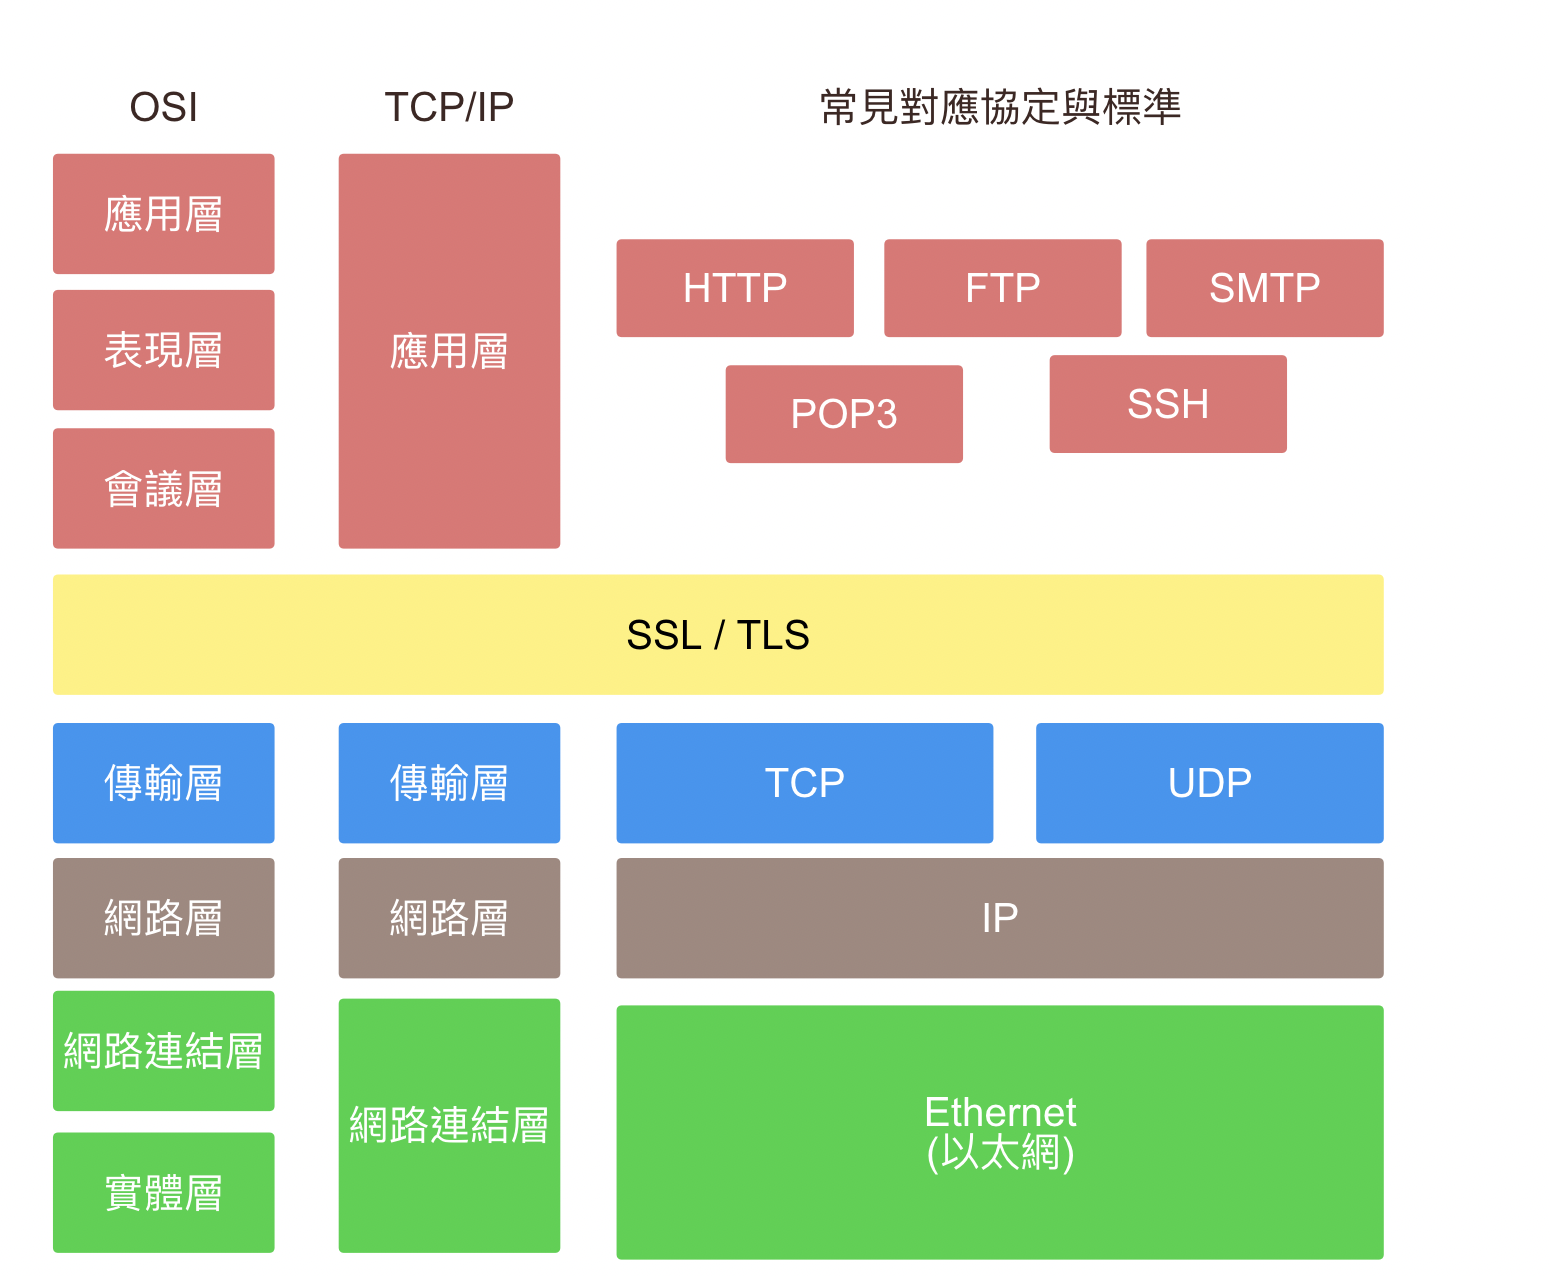 OSI
TCP/IP
常見對應協定與標準
應用層
表現層
會議層
應用層
HTTP
FTP
SMTP
POP3
SSH
SSL / TLS
傳輸層
傳輸層
TCP
UDP
網路層
網路層
IP
網路連結層
實體層
網路連結層
Ethernet
(以太網)